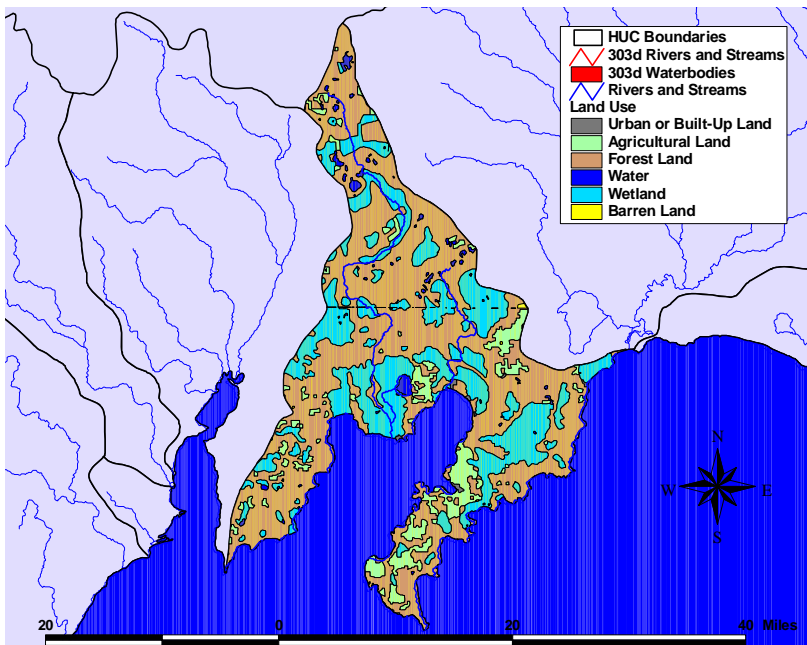 HUC Boundaries
303d Rivers and Streams
303d Waterbodies
Rivers and Streams
Land Use
Urban or Built-Up Land
Agricultural Land
Forest Land
Water
Wetland
Barren Land
N
W E
S
20 0 20 40 Miles